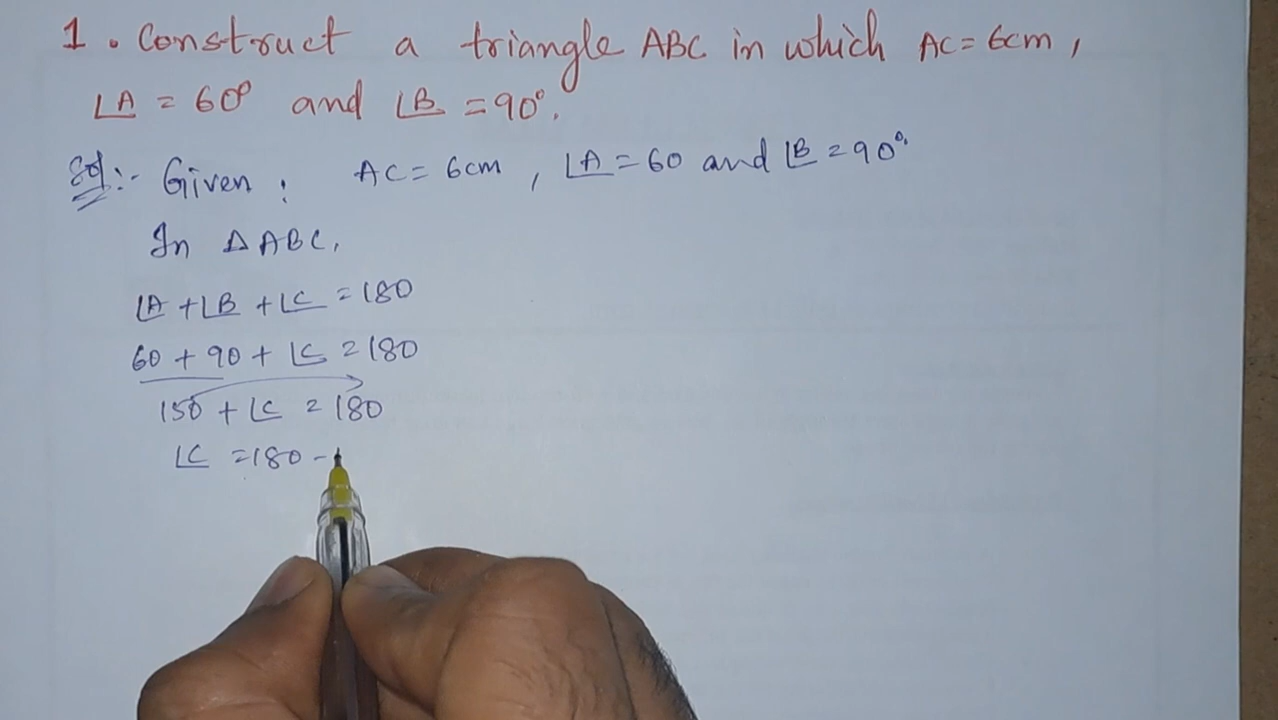 1. Construct a triangle ABC in which AC = 6cm,
∠A = 60° and ∠B = 90°.
Sol:- Given: AC = 6cm, ∠A = 60 and ∠B = 90°.
In △ABC,
∠A + ∠B + ∠C = 180
60 + 90 + ∠C = 180
150 + ∠C = 180
∠C = 180 -